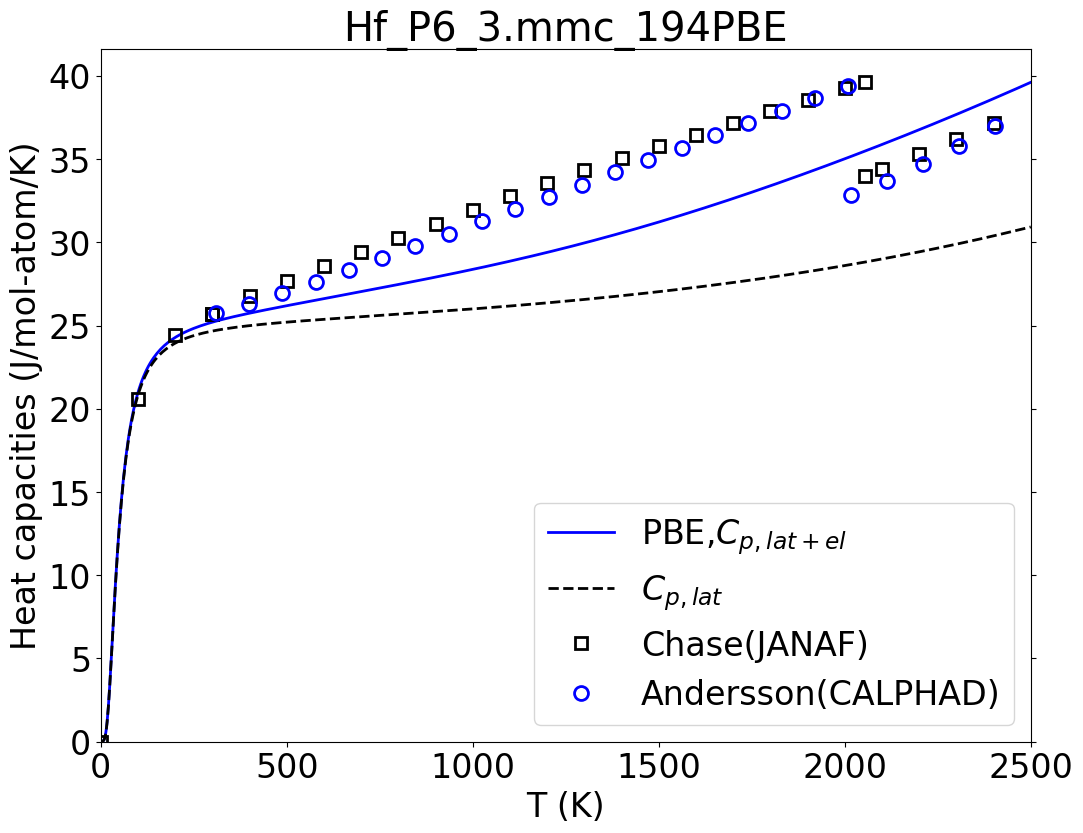 Hf_P6_3.mmc_194PBE
Heat capacities (J/mol-atom/K)
40
35
30
25
20
15
10
5
0
PBE,C_{p, lat+el}
C_{p, lat}
Chase(JANAF)
Andersson(CALPHAD)
0 500 1000 1500 2000 2500
T (K)